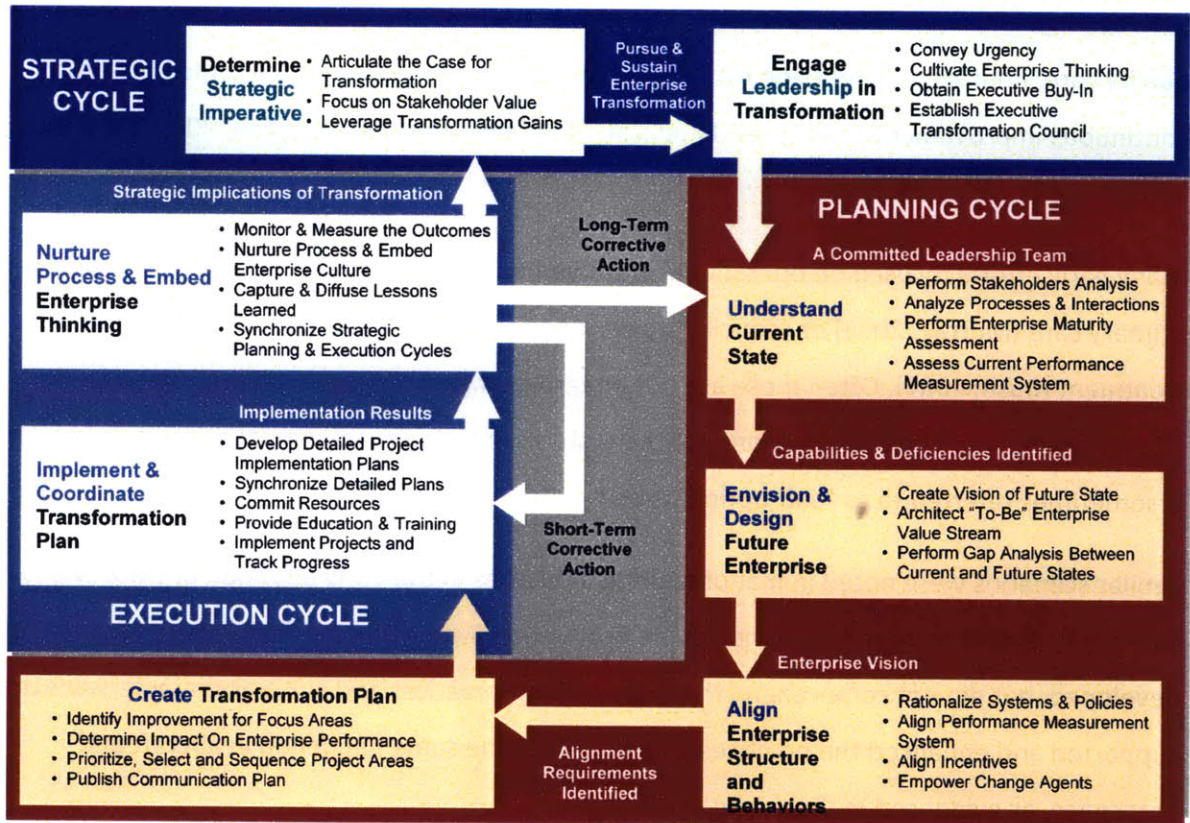 STRATEGIC
CYCLE
Determine
Strategic
Imperative
• Articulate the Case for
Transformation
• Focus on Stakeholder Value
• Leverage Transformation Gains
Pursue &
Sustain
Enterprise
Transformation
Engage
Leadership in
Transformation
• Convey Urgency
• Cultivate Enterprise Thinking
• Obtain Executive Buy-In
• Establish Executive
Transformation Council
Strategic Implications of Transformation
Nurture
Process & Embed
Enterprise
Thinking
• Monitor & Measure the Outcomes
• Nurture Process & Embed
Enterprise Culture
• Capture & Diffuse Lessons
Learned
• Synchronize Strategic
Planning & Execution Cycles
Long-Term
Corrective
Action
PLANNING CYCLE
A Committed Leadership Team
Understand
Current
State
• Perform Stakeholders Analysis
• Analyze Processes & Interactions
• Perform Enterprise Maturity
Assessment
• Assess Current Performance
Measurement System
Implementation Results
Implement &
Coordinate
Transformation
Plan
• Develop Detailed Project
Implementation Plans
• Synchronize Detailed Plans
• Commit Resources
• Provide Education & Training
• Implement Projects and
Track Progress
Short-Term
Corrective
Action
Capabilities & Deficiencies Identified
Envision &
Design
Future
Enterprise
• Create Vision of Future State
• Architect "To-Be" Enterprise
Value Stream
• Perform Gap Analysis Between
Current and Future States
EXECUTION CYCLE
Enterprise Vision
Create Transformation Plan
• Identify Improvement for Focus Areas
• Determine Impact On Enterprise Performance
• Prioritize, Select and Sequence Project Areas
• Publish Communication Plan
Alignment
Requirements
Identified
Align
Enterprise
Structure
and
Behaviors
• Rationalize Systems & Policies
• Align Performance Measurement
System
• Align Incentives
• Empower Change Agents